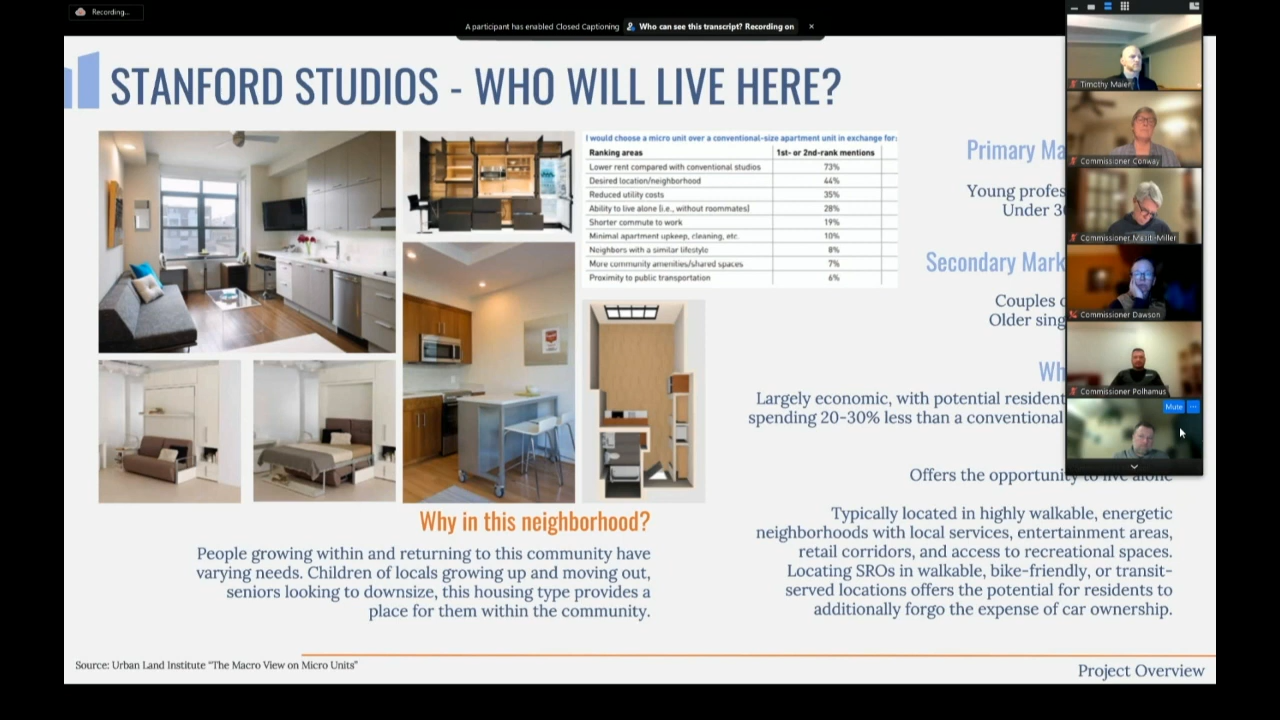 Recording...
A participant has enabled Closed Captioning
Who can see this transcript? Recording on
STANFORD STUDIOS - WHO WILL LIVE HERE?
I would choose a micro unit over a conventional-size apartment unit in exchange for:
Ranking areas 1st- or 2nd-rank mentions
Lower rent compared with conventional studios 73%
Desired location/neighborhood 44%
Reduced utility costs 35%
Ability to live alone (i.e., without roommates) 28%
Shorter commute to work 19%
Minimal apartment upkeep, cleaning, etc. 10%
Neighbors with a similar lifestyle 8%
More community amenities/shared spaces 7%
Proximity to public transportation 6%
Primary Ma
Young profes
Under 3
Secondary Mark
Couples
Older sing
Wh
Largely economic, with potential resident
spending 20-30% less than a conventional
Offers the opportunity to live alone
Typically located in highly walkable, energetic
neighborhoods with local services, entertainment areas,
retail corridors, and access to recreational spaces.
Locating SROs in walkable, bike-friendly, or transit-
served locations offers the potential for residents to
additionally forgo the expense of car ownership.
Why in this neighborhood?
People growing within and returning to this community have
varying needs. Children of locals growing up and moving out,
seniors looking to downsize, this housing type provides a
place for them within the community.
Source: Urban Land Institute "The Macro View on Micro Units"
Project Overview
Timothy Maier
Commissioner Conway
Commissioner Mesiti-Miller
Commissioner Dawson
Commissioner Polhamus
Mute